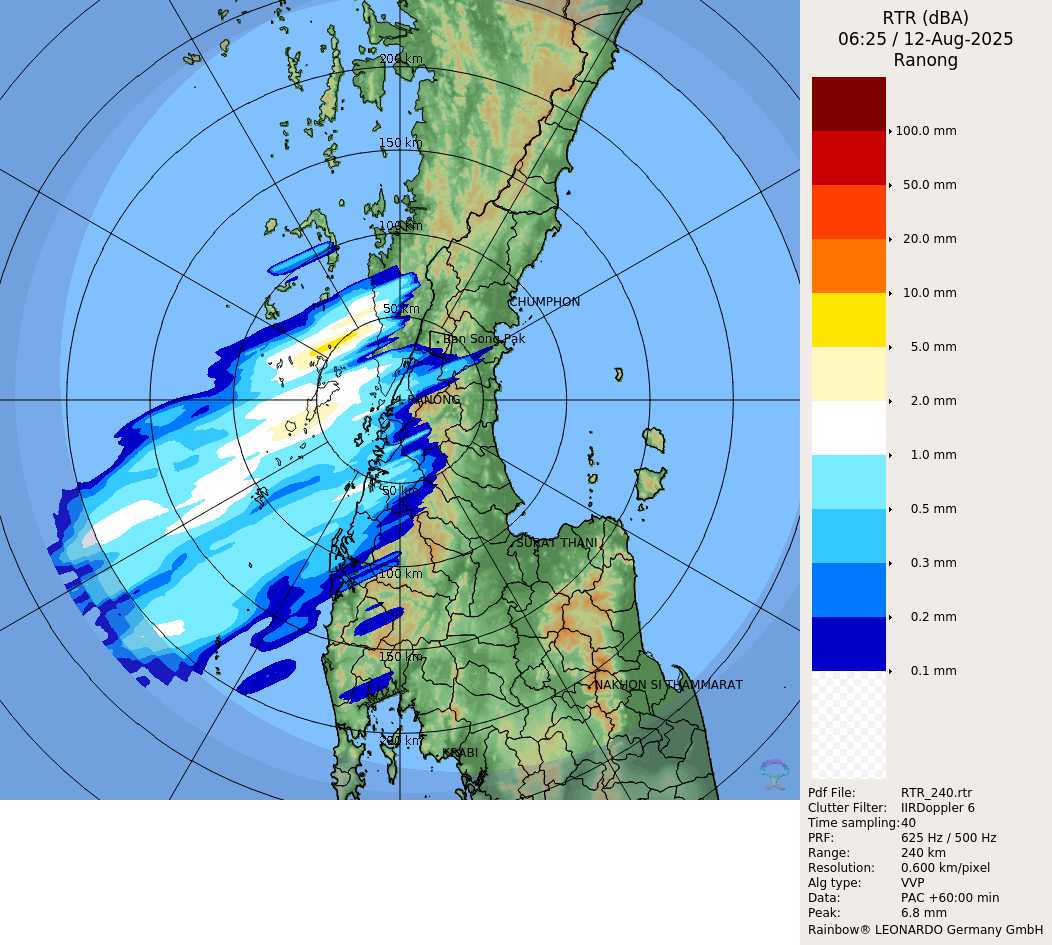 RTR (dBA)
06:25 / 12-Aug-2025
Ranong
100.0 mm
50.0 mm
20.0 mm
10.0 mm
5.0 mm
2.0 mm
1.0 mm
0.5 mm
0.3 mm
0.2 mm
0.1 mm
Pdf File: RTR_240.rtr
Clutter Filter: IIRDoppler 6
Time sampling:40
PRF: 625 Hz / 500 Hz
Range: 240 km
Resolution: 0.600 km/pixel
Alg type: VVP
Data: PAC +60:00 min
Peak: 6.8 mm
Rainbow® LEONARDO Germany GmbH
200 km
150 km
100 km
CHUMPHON
50 km
Ban Song Pak
RANONG
50 km
SURAT THANI
100 km
150 km
NAKHON SI THAMMARAT
200 km
KRABI